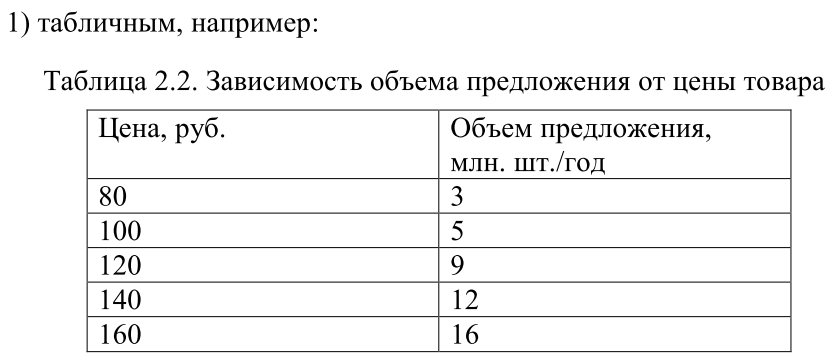 1) табличным, например:
Таблица 2.2. Зависимость объема предложения от цены товара
Цена, руб. Объем предложения,
млн. шт./год
80 3
100 5
120 9
140 12
160 16